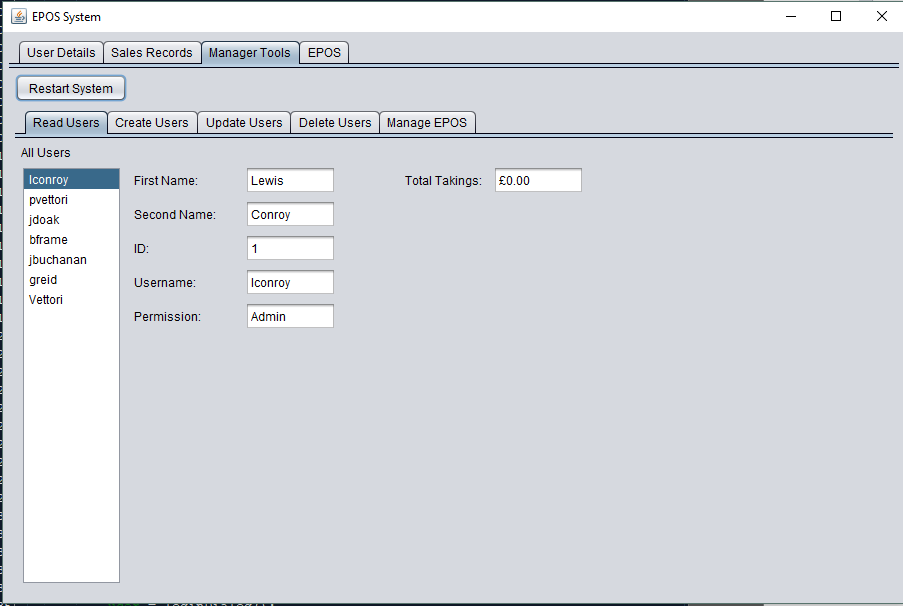 EPOS System
User Details Sales Records Manager Tools EPOS
Restart System
Read Users Create Users Update Users Delete Users Manage EPOS
All Users
lconroy
pvettori
jdoak
bframe
jbuchanan
greid
Vettori
First Name: Lewis
Second Name: Conroy
ID: 1
Username: lconroy
Permission: Admin
Total Takings: £0.00